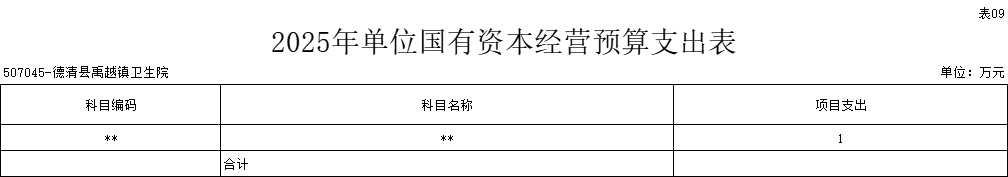 表09
2025年单位国有资本经营预算支出表
507045-德清县禹越镇卫生院 单位：万元
科目编码 科目名称 项目支出
** ** 1
合计